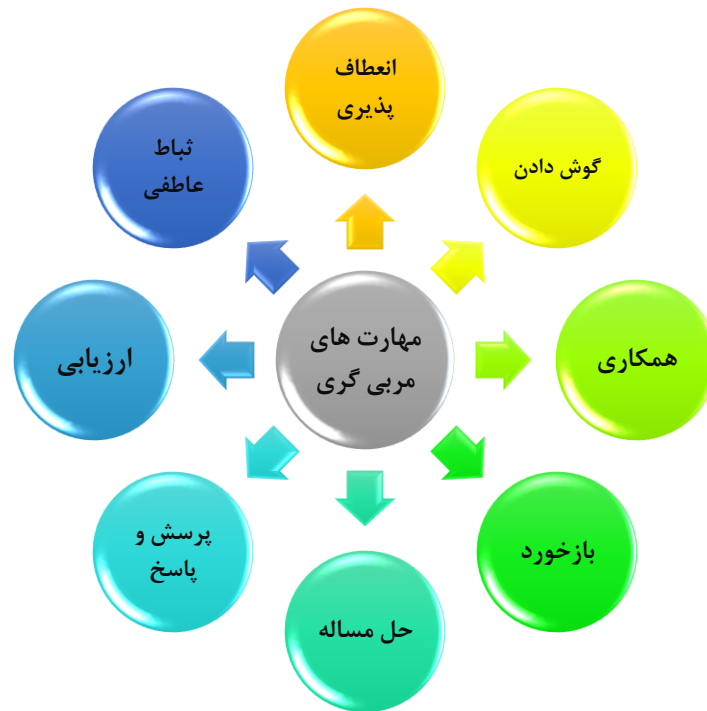 انعطاف
پذیری
گوش دادن
همکاری
بازخورد
حل مساله
پرسش و
پاسخ
ارزیابی
ثباط
عاطفی
مهارت های
مربی گری